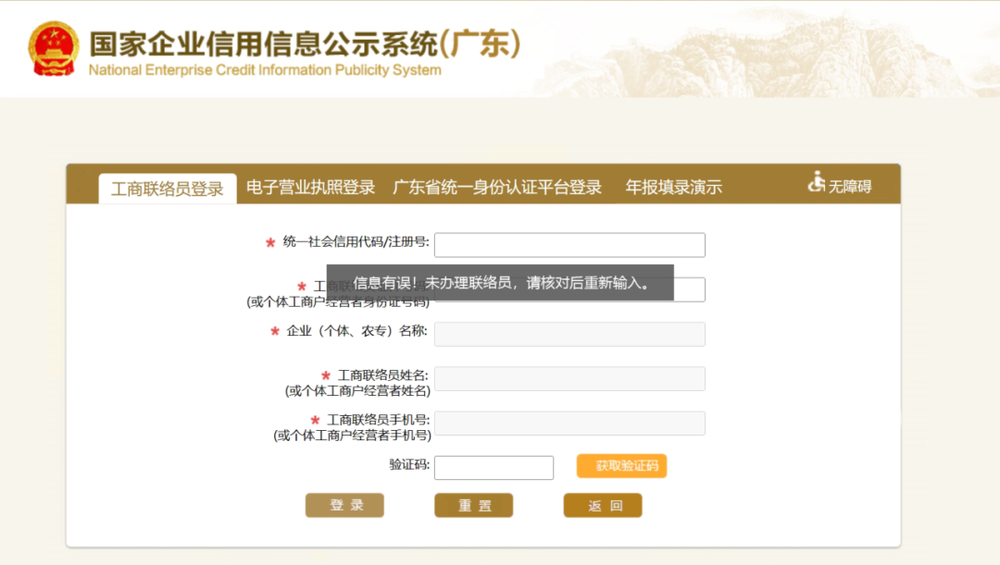 国家企业信用信息公示系统(广东)
National Enterprise Credit Information Publicity System
工商联络员登录 电子营业执照登录 广东省统一身份认证平台登录 年报填录演示 无障碍
* 统一社会信用代码/注册号:
信息有误！未办理联络员，请核对后重新输入。
* 工商联
(或个体工商户经营者身份证号码)
* 企业（个体、农专）名称:
* 工商联络员姓名:
(或个体工商户经营者姓名)
* 工商联络员手机号:
(或个体工商户经营者手机号)
验证码: 获取验证码
登 录 重 置 返 回